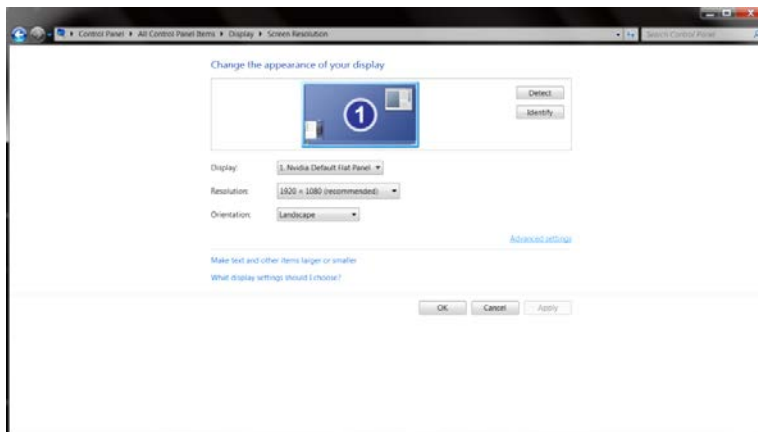 Control Panel ▸ All Control Panel Items ▸ Display ▸ Screen Resolution
Search Control Panel
Change the appearance of your display
1
Detect
Identify
Display:
1. Nvidia Default Flat Panel
Resolution:
1920 × 1080 (recommended)
Orientation:
Landscape
Advanced settings
Make text and other items larger or smaller
What display settings should I choose?
OK
Cancel
Apply